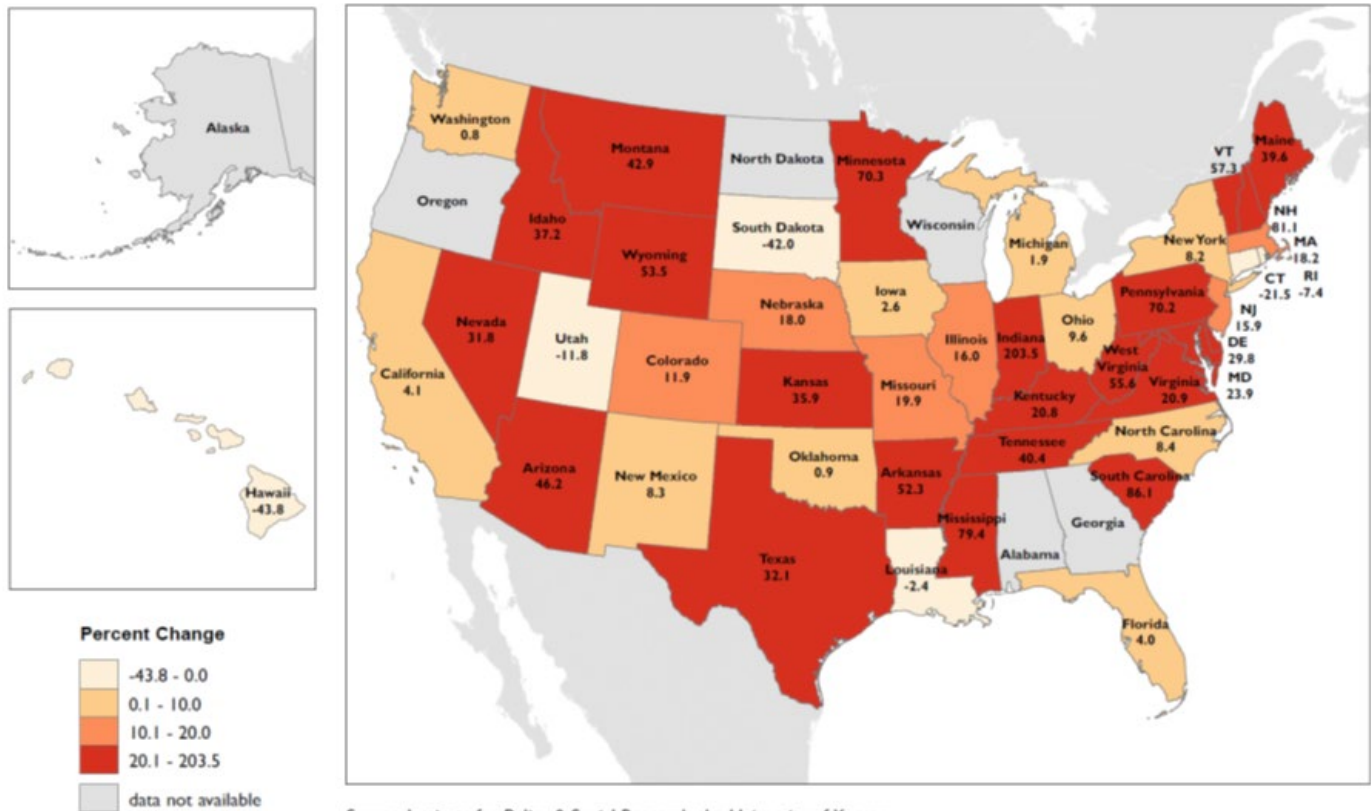 Alaska
Hawaii
-43.8
Percent Change
-43.8 - 0.0
0.1 - 10.0
10.1 - 20.0
20.1 - 203.5
data not available
Washington
0.8
Oregon
California
4.1
Nevada
31.8
Idaho
37.2
Montana
42.9
Wyoming
53.5
Utah
-11.8
Colorado
11.9
Arizona
46.2
New Mexico
8.3
North Dakota
South Dakota
-42.0
Nebraska
18.0
Kansas
35.9
Oklahoma
0.9
Texas
32.1
Minnesota
70.3
Iowa
2.6
Missouri
19.9
Arkansas
52.3
Louisiana
-2.4
Wisconsin
Illinois
16.0
Michigan
1.9
Indiana
203.5
Ohio
9.6
Kentucky
20.8
Tennessee
40.4
Mississippi
79.4
Alabama
Georgia
Florida
4.0
South Carolina
86.1
North Carolina
8.4
Virginia
20.9
West
Virginia
55.6
Pennsylvania
70.2
New York
8.2
VT
57.3
Maine
39.6
NH
81.1
MA
18.2
RI
-7.4
CT
-21.5
NJ
15.9
DE
29.8
MD
23.9